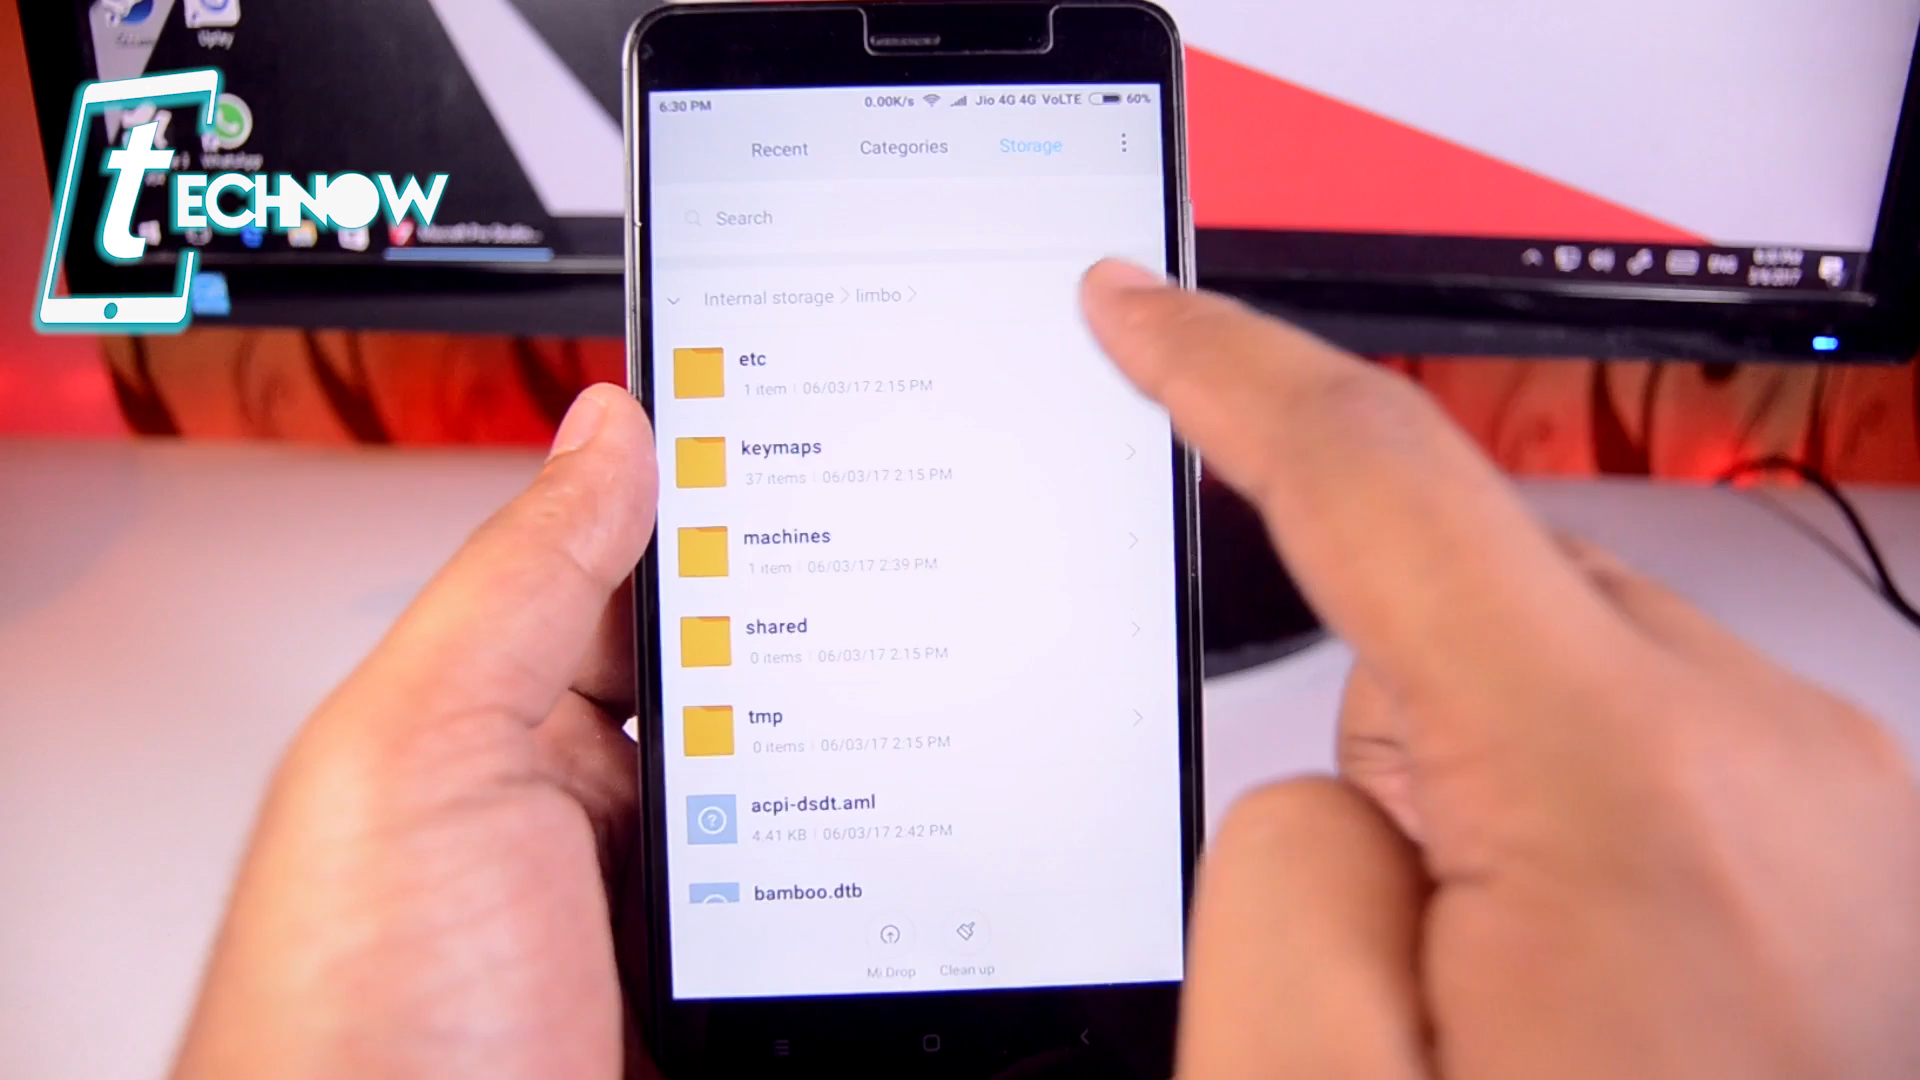 Uplay
tECHNOW
6:30 PM
0.00K/s Jio 4G 4G VoLTE 60%
Recent Categories Storage
Search
Internal storage > limbo >
etc
1 item | 06/03/17 2:15 PM
keymaps
37 items | 06/03/17 2:15 PM
machines
1 item | 06/03/17 2:39 PM
shared
0 items | 06/03/17 2:15 PM
tmp
0 items | 06/03/17 2:15 PM
acpi-dsdt.aml
4.41 KB | 06/03/17 2:42 PM
bamboo.dtb
Mi Drop Clean up